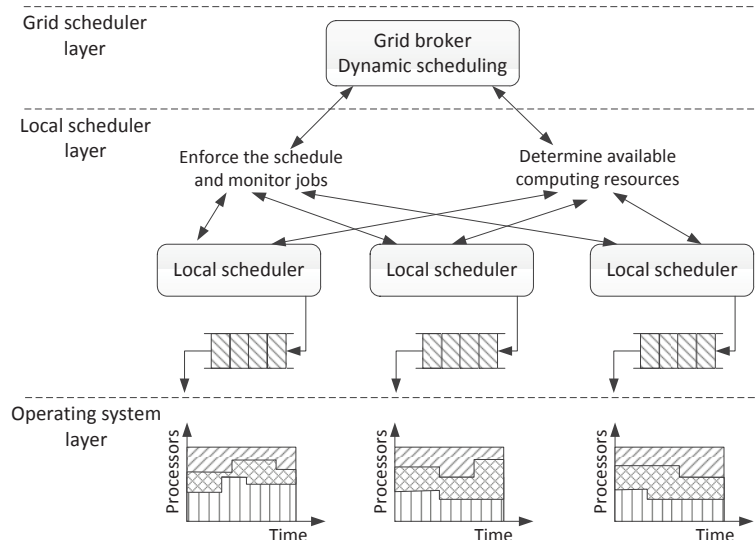 Grid scheduler
layer
Grid broker
Dynamic scheduling
Local scheduler
layer
Enforce the schedule
and monitor jobs
Determine available
computing resources
Local scheduler
Local scheduler
Local scheduler
Operating system
layer
Processors
Time
Processors
Time
Processors
Time